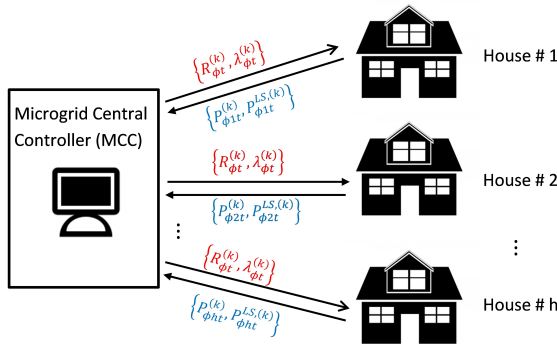 {R_{ϕt}^{(k)}, λ_{ϕt}^{(k)}}
House # 1
{P_{ϕ1t}^{(k)}, P_{ϕ1t}^{LS,(k)}}
Microgrid Central
Controller (MCC)
{R_{ϕt}^{(k)}, λ_{ϕt}^{(k)}}
House # 2
{P_{ϕ2t}^{(k)}, P_{ϕ2t}^{LS,(k)}}
⋮
⋮
{R_{ϕt}^{(k)}, λ_{ϕt}^{(k)}}
House # h
{P_{ϕht}^{(k)}, P_{ϕht}^{LS,(k)}}